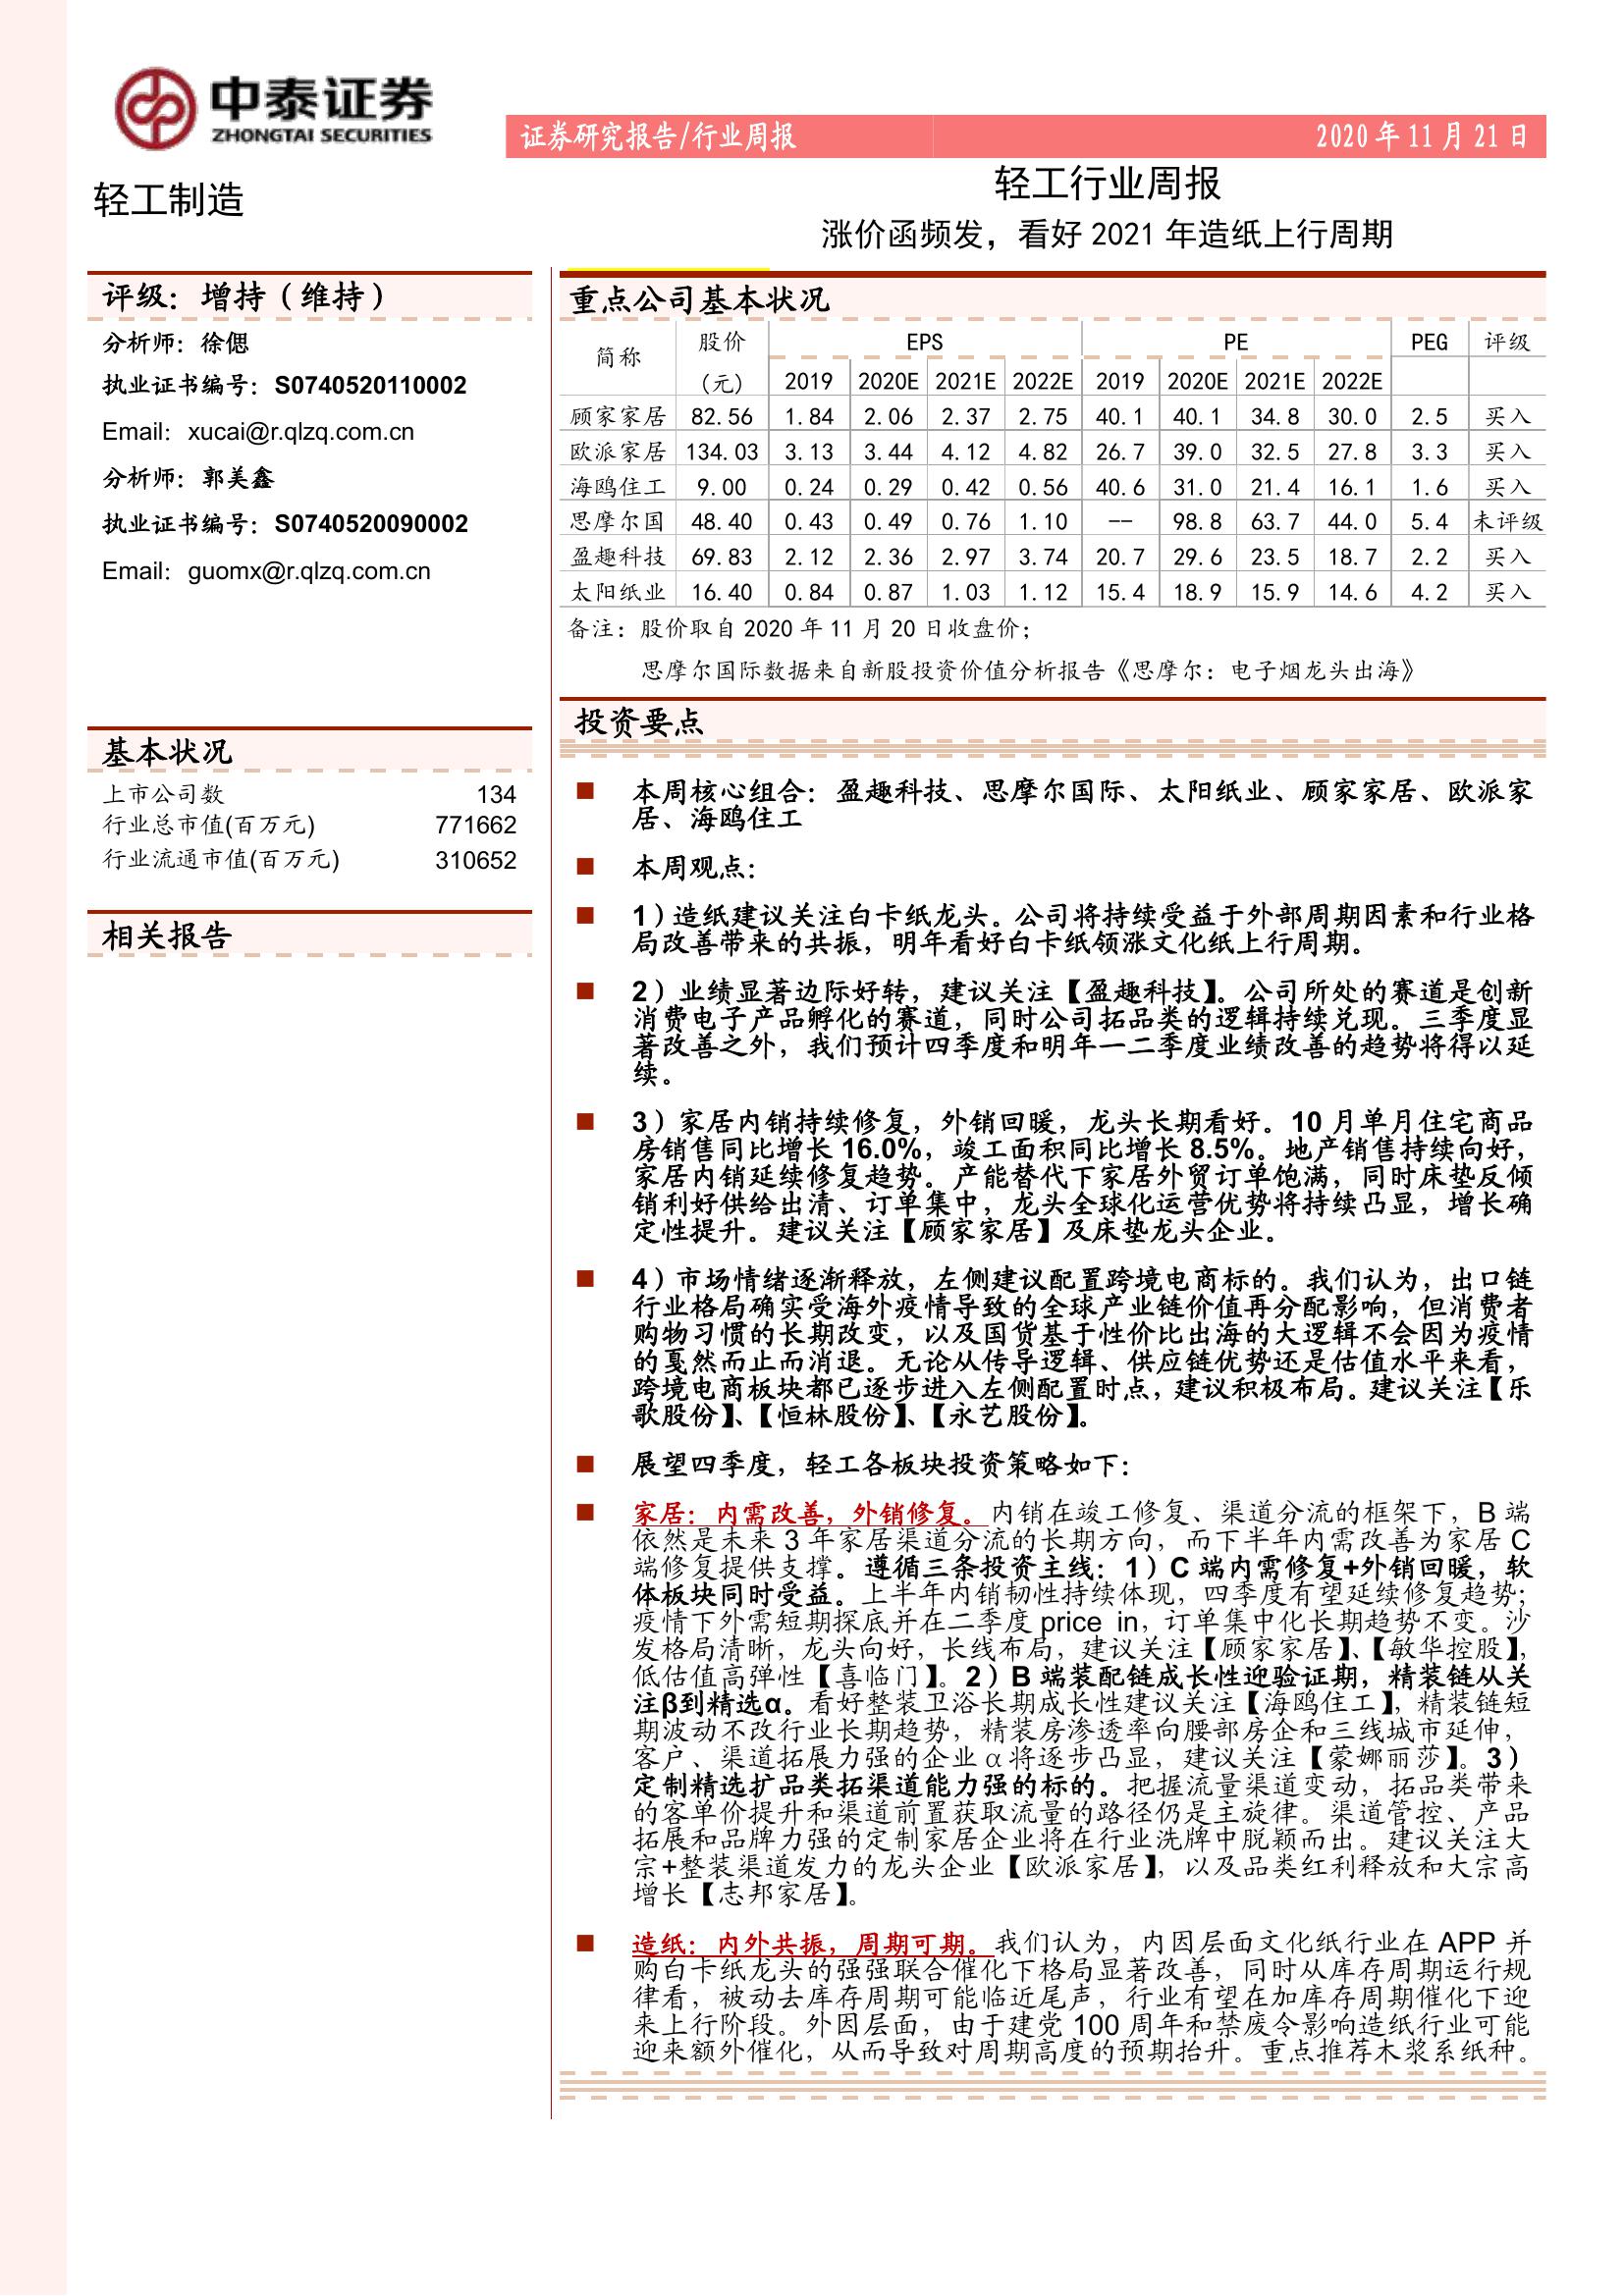 中泰证券
ZHONGTAI SECURITIES
证券研究报告/行业周报 2020 年 11 月 21 日
轻工制造
轻工行业周报
涨价函频发，看好 2021 年造纸上行周期
评级：增持（维持）
分析师：徐偲
执业证书编号：S0740520110002
Email：xucai@r.qlzq.com.cn
分析师：郭美鑫
执业证书编号：S0740520090002
Email：guomx@r.qlzq.com.cn
基本状况
上市公司数 134
行业总市值(百万元) 771662
行业流通市值(百万元) 310652
相关报告
重点公司基本状况
简称 股价 EPS PE PEG 评级
(元) 2019 2020E 2021E 2022E 2019 2020E 2021E 2022E
顾家家居 82.56 1.84 2.06 2.37 2.75 40.1 40.1 34.8 30.0 2.5 买入
欧派家居 134.03 3.13 3.44 4.12 4.82 26.7 39.0 32.5 27.8 3.3 买入
海鸥住工 9.00 0.24 0.29 0.42 0.56 40.6 31.0 21.4 16.1 1.6 买入
思摩尔国 48.40 0.43 0.49 0.76 1.10 -- 98.8 63.7 44.0 5.4 未评级
盈趣科技 69.83 2.12 2.36 2.97 3.74 20.7 29.6 23.5 18.7 2.2 买入
太阳纸业 16.40 0.84 0.87 1.03 1.12 15.4 18.9 15.9 14.6 4.2 买入
备注：股价取自 2020 年 11 月 20 日收盘价；
思摩尔国际数据来自新股投资价值分析报告《思摩尔：电子烟龙头出海》
投资要点
■ 本周核心组合：盈趣科技、思摩尔国际、太阳纸业、顾家家居、欧派家
居、海鸥住工
■ 本周观点：
■ 1）造纸建议关注白卡纸龙头。公司将持续受益于外部周期因素和行业格
局改善带来的共振，明年看好白卡纸领涨文化纸上行周期。
■ 2）业绩显著边际好转，建议关注【盈趣科技】。公司所处的赛道是创新
消费电子产品孵化的赛道，同时公司拓品类的逻辑持续兑现。三季度显
著改善之外，我们预计四季度和明年一二季度业绩改善的趋势将得以延
续。
■ 3）家居内销持续修复，外销回暖，龙头长期看好。10 月单月住宅商品
房销售同比增长 16.0%，竣工面积同比增长 8.5%。地产销售持续向好，
家居内销延续修复趋势。产能替代下家居外贸订单饱满，同时床垫反倾
销利好供给出清、订单集中，龙头全球化运营优势将持续凸显，增长确
定性提升。建议关注【顾家家居】及床垫龙头企业。
■ 4）市场情绪逐渐释放，左侧建议配置跨境电商标的。我们认为，出口链
行业格局确实受海外疫情导致的全球产业链价值再分配影响，但消费者
购物习惯的长期改变，以及国货基于性价比出海的大逻辑不会因为疫情
的戛然而止而消退。无论从传导逻辑、供应链优势还是估值水平来看，
跨境电商板块都已逐步进入左侧配置时点，建议积极布局。建议关注【乐
歌股份】、【恒林股份】、【永艺股份】。
■ 展望四季度，轻工各板块投资策略如下：
■ 家居：内需改善，外销修复。内销在竣工修复、渠道分流的框架下，B 端
依然是未来 3 年家居渠道分流的长期方向，而下半年内需改善为家居 C
端修复提供支撑。遵循三条投资主线：1）C 端内需修复+外销回暖，软
体板块同时受益。上半年内销韧性持续体现，四季度有望延续修复趋势；
疫情下外需短期探底并在二季度 price in，订单集中化长期趋势不变。沙
发格局清晰，龙头向好，长线布局，建议关注【顾家家居】、【敏华控股】，
低估值高弹性【喜临门】。2）B 端装配链成长性迎验证期，精装链从关
注β到精选α。看好整装卫浴长期成长性建议关注【海鸥住工】，精装链短
期波动不改行业长期趋势，精装房渗透率向腰部房企和三线城市延伸，
客户、渠道拓展力强的企业α将逐步凸显，建议关注【蒙娜丽莎】。3）
定制精选扩品类拓渠道能力强的标的。把握流量渠道变动，拓品类带来
的客单价提升和渠道前置获取流量的路径仍是主旋律。渠道管控、产品
拓展和品牌力强的定制家居企业将在行业洗牌中脱颖而出。建议关注大
宗+整装渠道发力的龙头企业【欧派家居】，以及品类红利释放和大宗高
增长【志邦家居】。
■ 造纸：内外共振，周期可期。我们认为，内因层面文化纸行业在 APP 并
购白卡纸龙头的强强联合催化下格局显著改善，同时从库存周期运行规
律看，被动去库存周期可能临近尾声，行业有望在加库存周期催化下迎
来上行阶段。外因层面，由于建党 100 周年和禁废令影响造纸行业可能
迎来额外催化，从而导致对周期高度的预期抬升。重点推荐木浆系纸种。